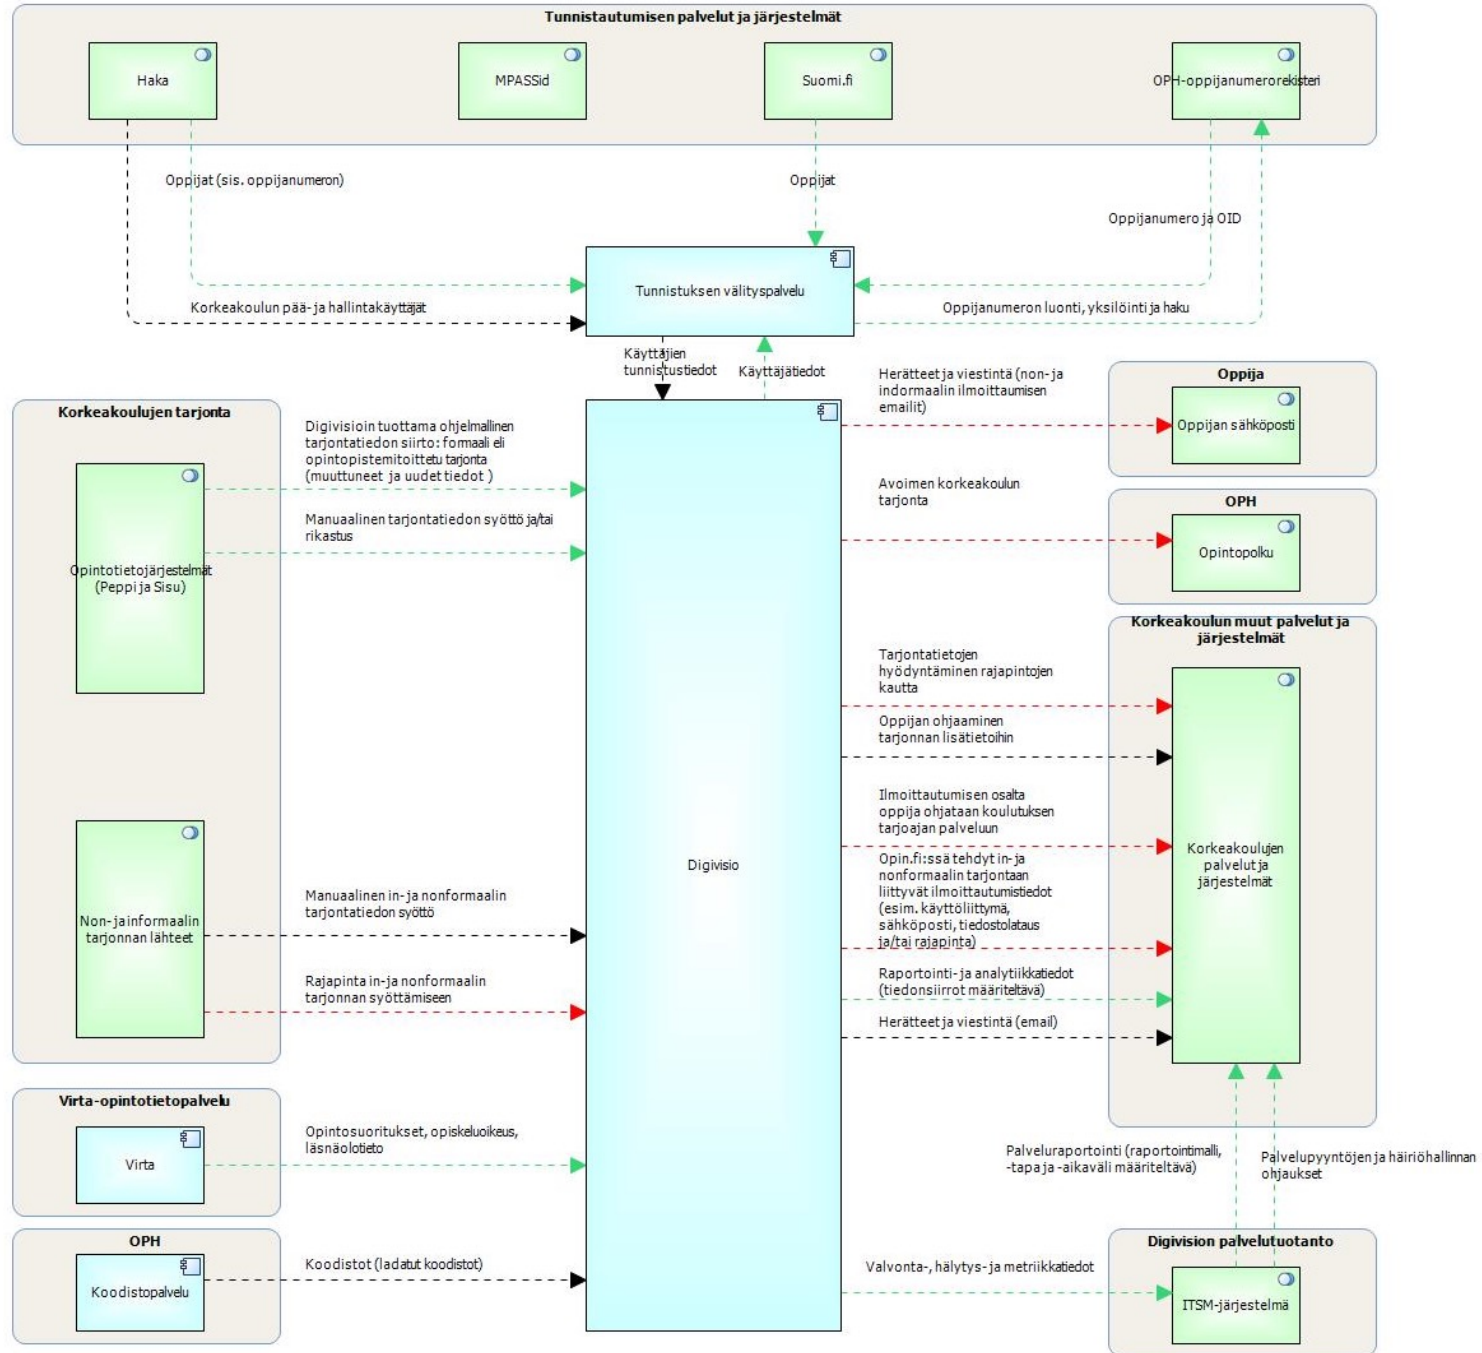 Tunnistautumisen palvelut ja järjestelmät
Haka
MPASSid
Suomi.fi
OPH-oppijanumerorekisteri
Oppijat (sis. oppijanumeron)
Oppijat
Oppijanumero ja OID
Tunnistuksen välityspalvelu
Korkeakoulun pää- ja hallintakäyttäjät
Oppijanumeron luonti, yksilöinti ja haku
Käyttäjien
tunnistustiedot
Käyttäjätiedot
Korkeakoulujen tarjonta
Opintotietojärjestelmät
(Peppi ja Sisu)
Digivisioin tuottama ohjelmallinen
tarjontatiedon siirto: formaali eli
opintopistemitoittetu tarjonta
(muuttuneet ja uudet tiedot )
Manuaalinen tarjontatiedon syöttö ja/tai
rikastus
Non- ja informaalin
tarjonnan lähteet
Manuaalinen in- ja nonformaalin
tarjontatiedon syöttö
Rajapinta in-ja nonformaalin
tarjonnan syöttämiseen
Virta-opintotietopalvelu
Virta
Opintosuoritukset, opiskeluoikeus,
läsnäolotieto
OPH
Koodistopalvelu
Koodistot (ladatut koodistot)
Digivisio
Herätteet ja viestintä (non- ja
indormaalin ilmoittaumisen
emailit)
Oppija
Oppijan sähköposti
Avoimen korkeakoulun
tarjonta
OPH
Opintopolku
Korkeakoulun muut palvelut ja
järjestelmät
Tarjontatietojen
hyödyntäminen rajapintojen
kautta
Oppijan ohjaaminen
tarjonnan lisätietoihin
Ilmoittautumisen osalta
oppija ohjataan koulutuksen
tarjoajan palveluun
Opin.fi:ssä tehdyt in- ja
nonformaalin tarjontaan
liittyvät ilmoittautumistiedot
(esim. käyttöliittymä,
sähköposti, tiedostolataus
ja/tai rajapinta)
Raportointi- ja analytiikkatiedot
(tiedonsiirrot määriteltävä)
Herätteet ja viestintä (email)
Korkeakoulujen
palvelut ja
järjestelmät
Palveluraportointi (raportointimalli,
-tapa ja -aikaväli määriteltävä)
Palvelupyyntöjen ja häiriöhallinnan
ohjaukset
Digivision palvelutuotanto
Valvonta-, hälytys- ja metriikkatiedot
ITSM-järjestelmä